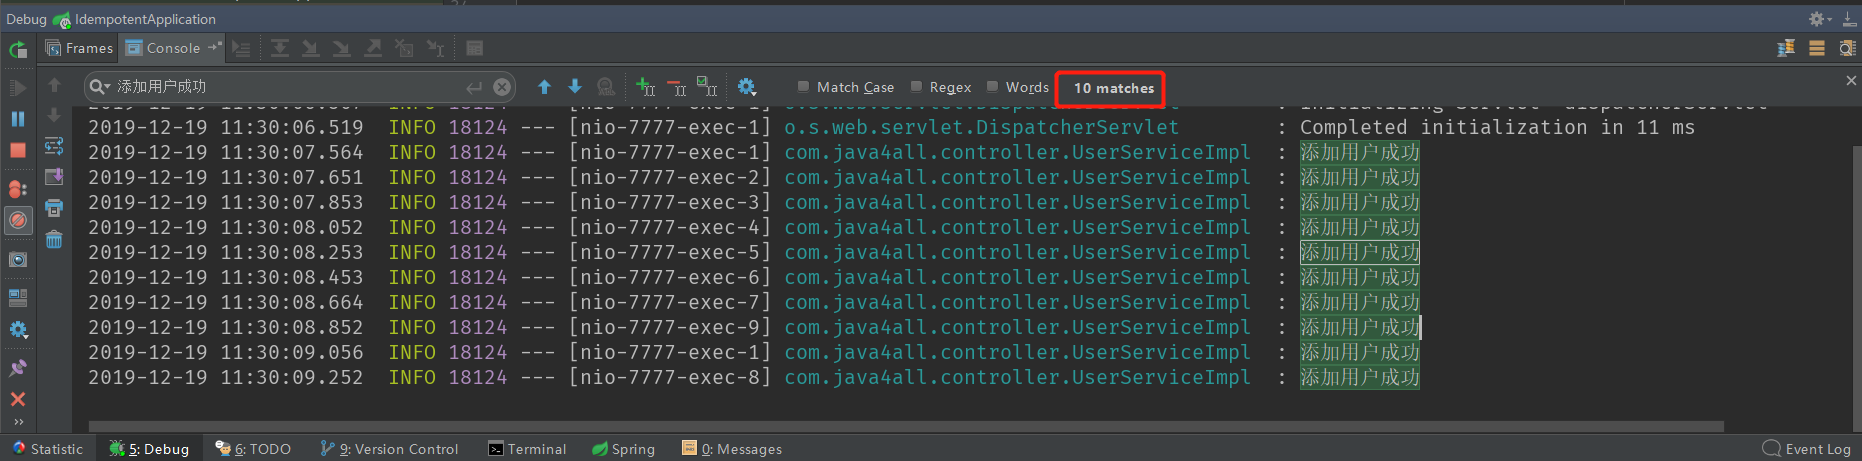 Debug IdempotentApplication
Frames Console
添加用户成功 Match Case Regex Words 10 matches
2019-12-19 11:30:06.519 INFO 18124 --- [nio-7777-exec-1] o.s.web.servlet.DispatcherServlet : Completed initialization in 11 ms
2019-12-19 11:30:07.564 INFO 18124 --- [nio-7777-exec-1] com.java4all.controller.UserServiceImpl : 添加用户成功
2019-12-19 11:30:07.651 INFO 18124 --- [nio-7777-exec-2] com.java4all.controller.UserServiceImpl : 添加用户成功
2019-12-19 11:30:07.853 INFO 18124 --- [nio-7777-exec-3] com.java4all.controller.UserServiceImpl : 添加用户成功
2019-12-19 11:30:08.052 INFO 18124 --- [nio-7777-exec-4] com.java4all.controller.UserServiceImpl : 添加用户成功
2019-12-19 11:30:08.253 INFO 18124 --- [nio-7777-exec-5] com.java4all.controller.UserServiceImpl : 添加用户成功
2019-12-19 11:30:08.453 INFO 18124 --- [nio-7777-exec-6] com.java4all.controller.UserServiceImpl : 添加用户成功
2019-12-19 11:30:08.664 INFO 18124 --- [nio-7777-exec-7] com.java4all.controller.UserServiceImpl : 添加用户成功
2019-12-19 11:30:08.852 INFO 18124 --- [nio-7777-exec-9] com.java4all.controller.UserServiceImpl : 添加用户成功
2019-12-19 11:30:09.056 INFO 18124 --- [nio-7777-exec-1] com.java4all.controller.UserServiceImpl : 添加用户成功
2019-12-19 11:30:09.252 INFO 18124 --- [nio-7777-exec-8] com.java4all.controller.UserServiceImpl : 添加用户成功
Statistic 5: Debug 6: TODO 9: Version Control Terminal Spring 0: Messages Event Log